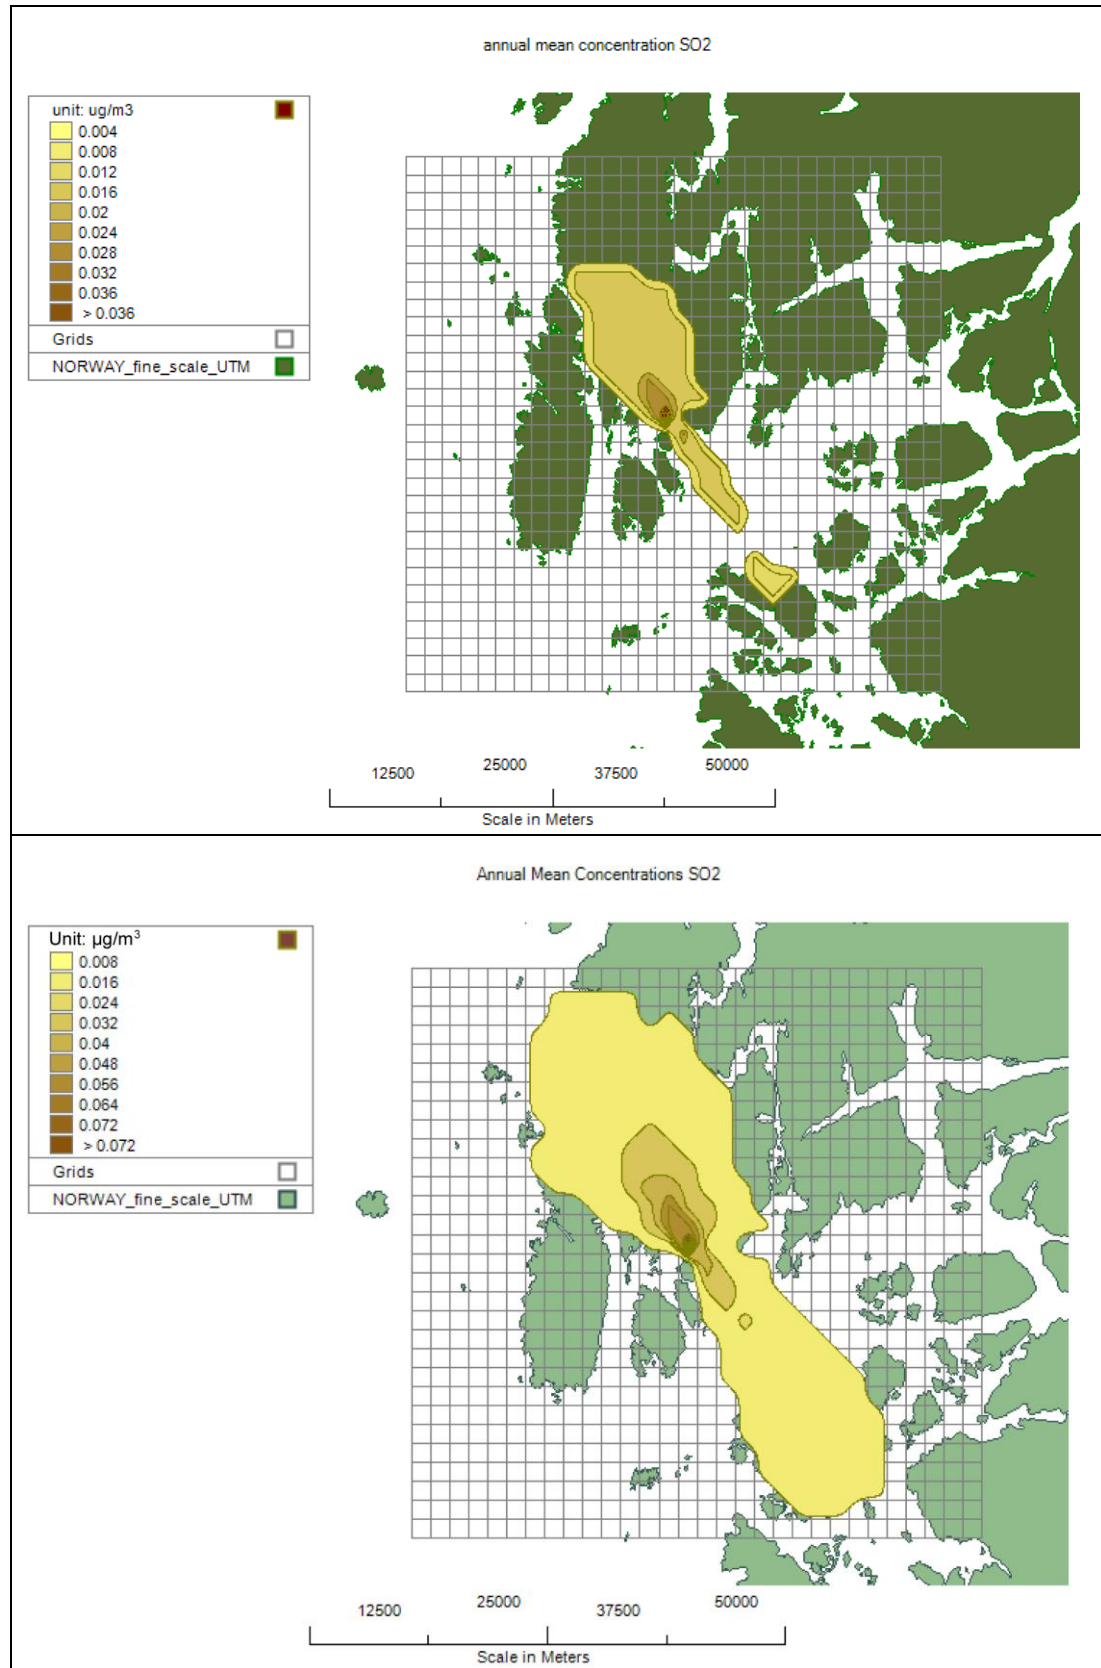 annual mean concentration SO2
unit: ug/m3
0.004
0.008
0.012
0.016
0.02
0.024
0.028
0.032
0.036
> 0.036
Grids
NORWAY_fine_scale_UTM
12500 25000 37500 50000
Scale in Meters
Annual Mean Concentrations SO2
Unit: µg/m³
0.008
0.016
0.024
0.032
0.04
0.048
0.056
0.064
0.072
> 0.072
Grids
NORWAY_fine_scale_UTM
12500 25000 37500 50000
Scale in Meters